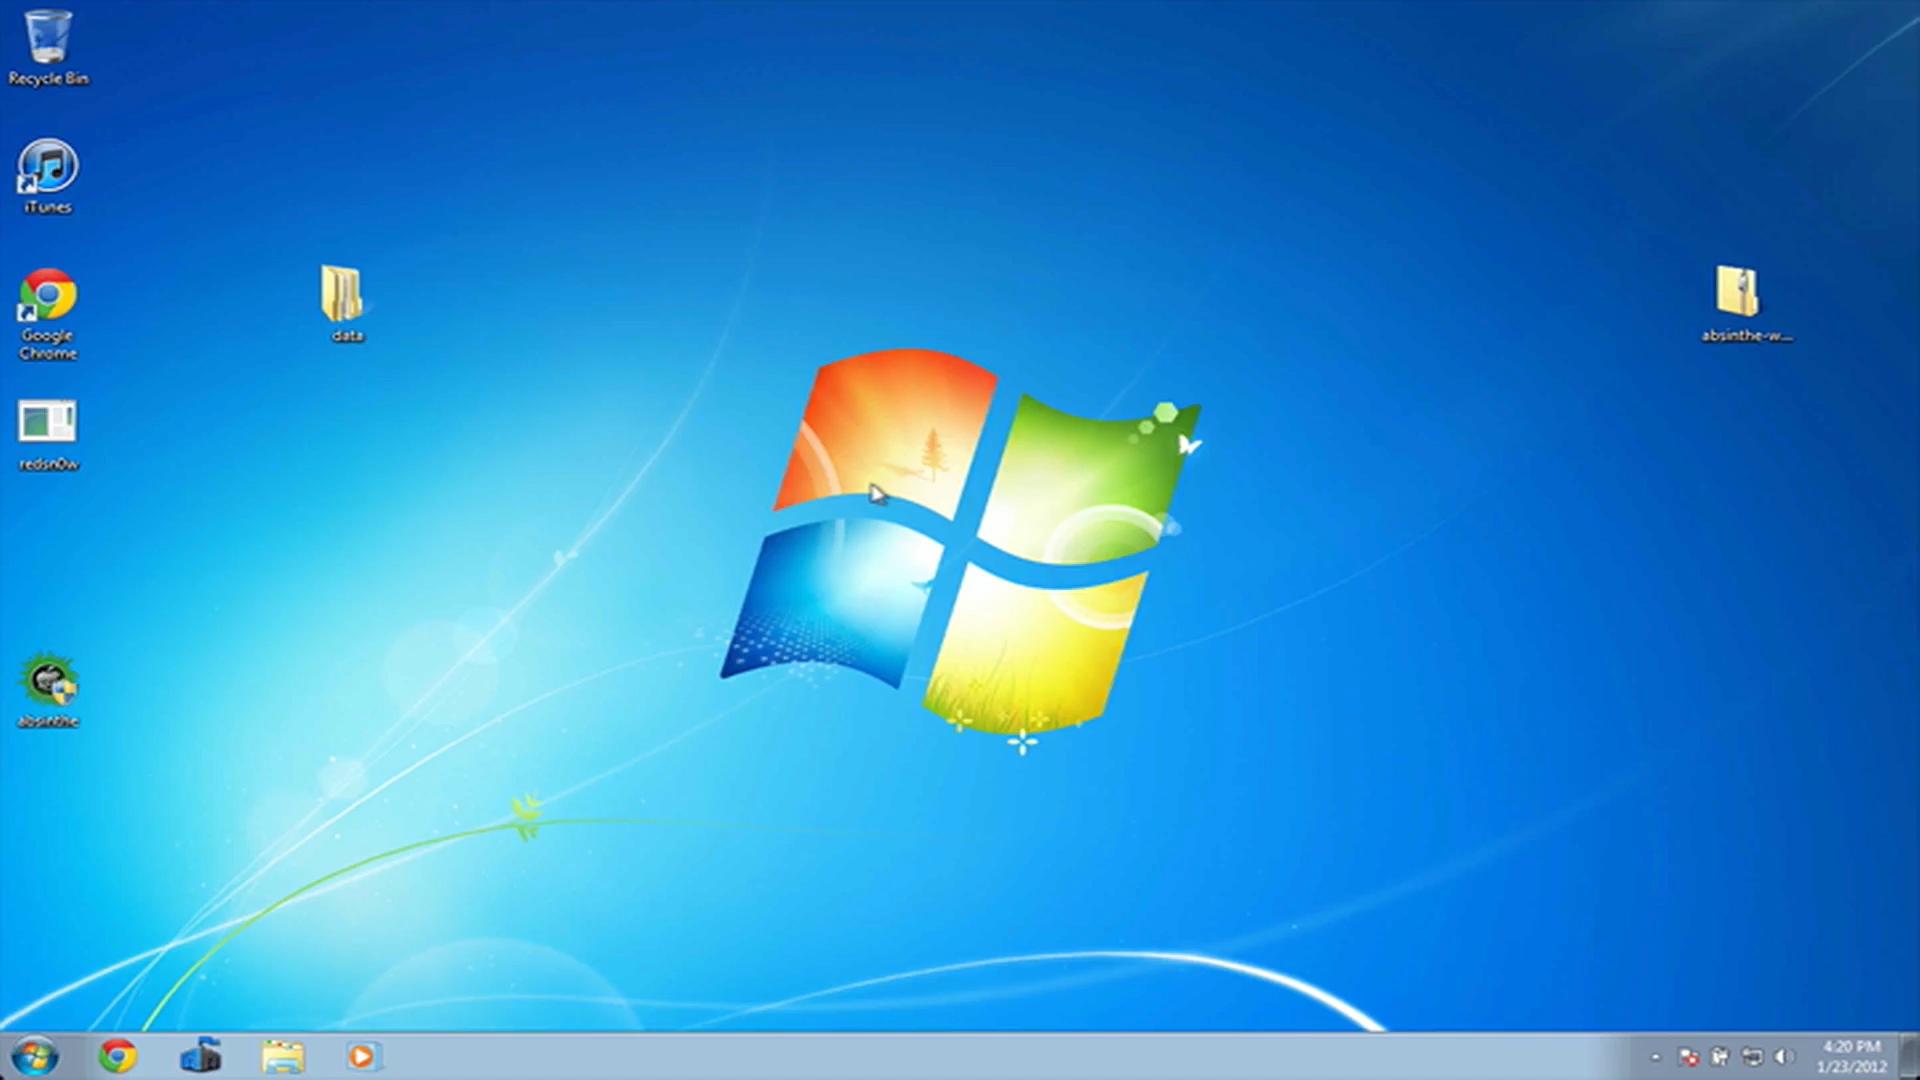 Recycle Bin
iTunes
Google
Chrome
data
absinthe-w...
redsn0w
absinthe
4:20 PM
1/23/2012